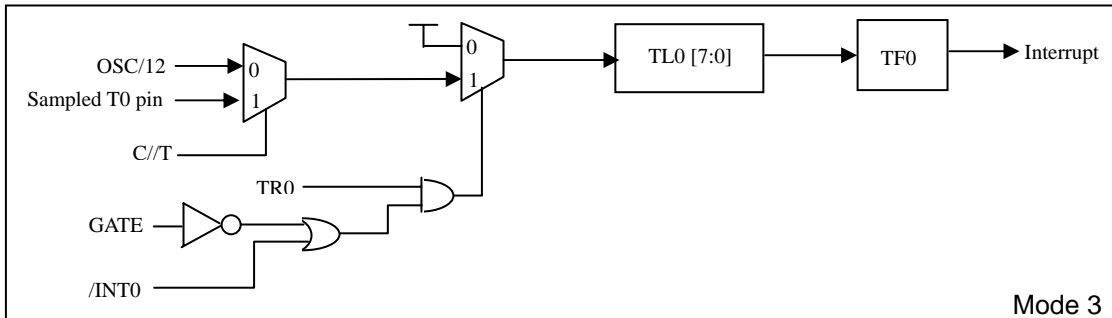 0
OSC/12
0
TL0 [7:0]
TF0
Interrupt
1
Sampled T0 pin
1
C//T
TR0
GATE
/INT0
Mode 3